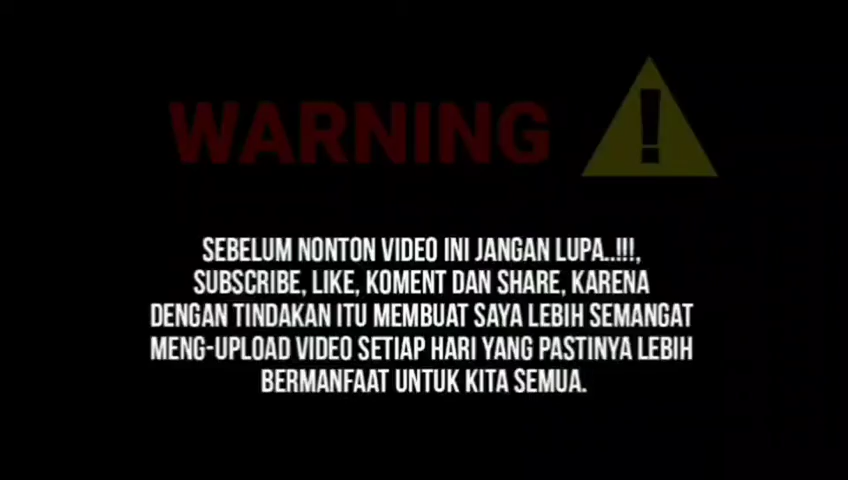 WARNING !
SEBELUM NONTON VIDEO INI JANGAN LUPA..!!!,
SUBSCRIBE, LIKE, KOMENT DAN SHARE, KARENA
DENGAN TINDAKAN ITU MEMBUAT SAYA LEBIH SEMANGAT
MENG-UPLOAD VIDEO SETIAP HARI YANG PASTINYA LEBIH
BERMANFAAT UNTUK KITA SEMUA.